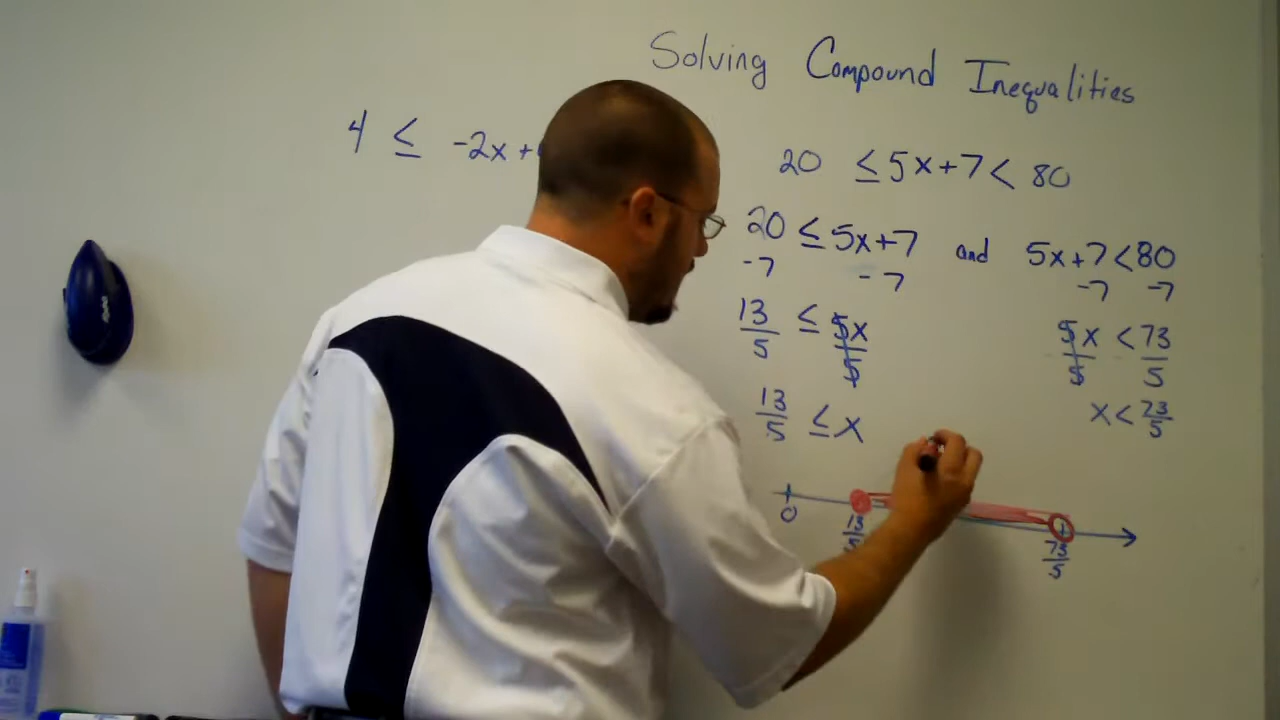 Solving Compound Inequalities
4 ≤ -2x +
20 ≤ 5x+7 < 80
20 ≤ 5x+7 and 5x+7 < 80
-7 -7 -7 -7
13/5 ≤ 5x/5 5x/5 < 73/5
13/5 ≤ x x < 73/5
0 13/5 73/5